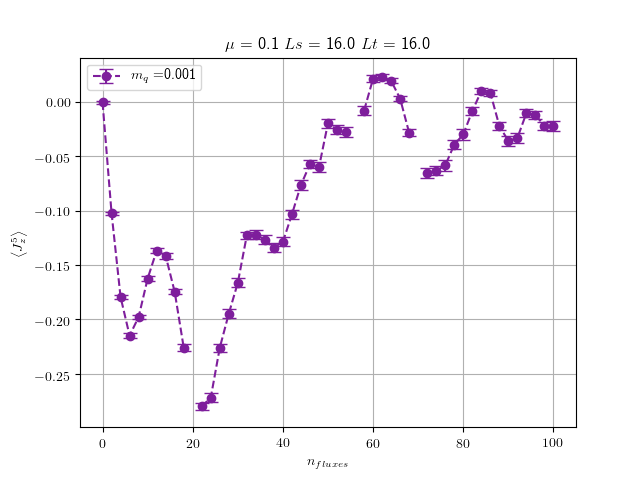 μ = 0.1 Ls = 16.0 Lt = 16.0
m_q =0.001
0.00
−0.05
−0.10
−0.15
−0.20
−0.25
⟨J_z^5⟩
0 20 40 60 80 100
n_fluxes